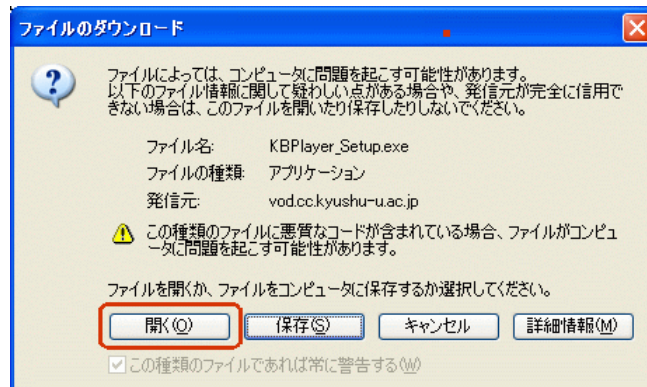 ファイルのダウンロード
ファイルによっては、コンピュータに問題を起こす可能性があります。
以下のファイル情報に関して疑わしい点がある場合や、発信元が完全に信用で
きない場合は、このファイルを開いたり保存したりしないでください。
ファイル名: KBPlayer_Setup.exe
ファイルの種類: アプリケーション
発信元: vod.cc.kyushu-u.ac.jp
この種類のファイルに悪質なコードが含まれている場合、ファイルがコンピュ
ータに問題を起こす可能性があります。
ファイルを開くか、ファイルをコンピュータに保存するか選択してください。
開く(O) 保存(S) キャンセル 詳細情報(M)
この種類のファイルであれば常に警告する(W)